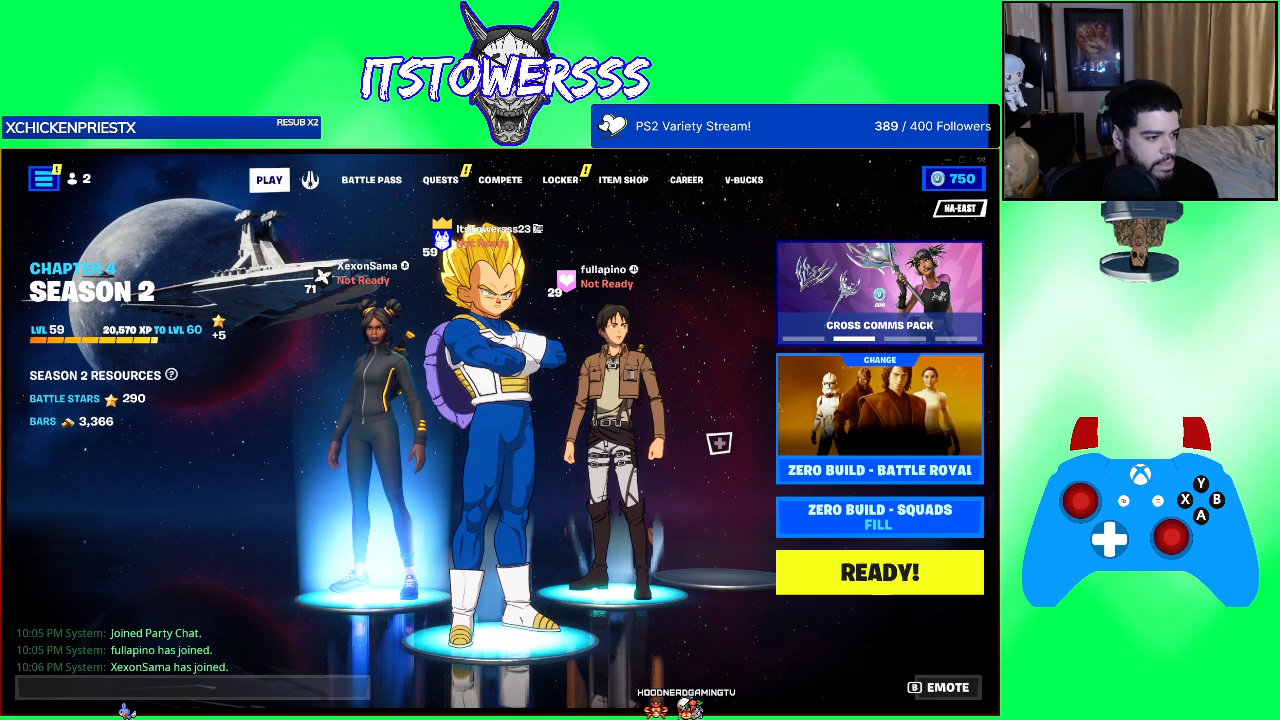 ITSTOWERSSS
XCHICKENPRIESTX
RESUB X2
PS2 Variety Stream!
389 / 400 Followers
2
PLAY
BATTLE PASS
QUESTS
COMPETE
LOCKER
ITEM SHOP
CAREER
V-BUCKS
750
NA-EAST
ItsTowersss23
59
Not Ready
XexonSama
71
Not Ready
fullapino
29
Not Ready
CHAPTER 4
SEASON 2
LVL 59
20,570 XP TO LVL 60
+5
SEASON 2 RESOURCES ?
BATTLE STARS 290
BARS 3,366
CROSS COMMS PACK
CHANGE
ZERO BUILD - BATTLE ROYAL
ZERO BUILD - SQUADS
FILL
READY!
Y
X
B
A
10:05 PM System: Joined Party Chat.
10:05 PM System: fullapino has joined.
10:06 PM System: XexonSama has joined.
B EMOTE
HOODNERDGAMINGTV